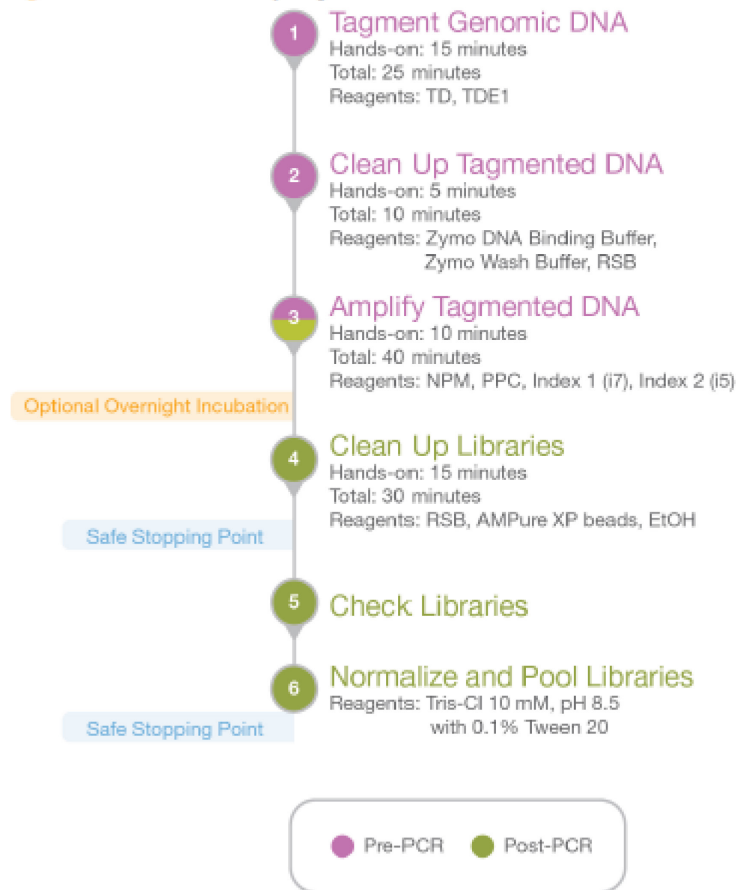 1
Tagment Genomic DNA
Hands-on: 15 minutes
Total: 25 minutes
Reagents: TD, TDE1
2
Clean Up Tagmented DNA
Hands-on: 5 minutes
Total: 10 minutes
Reagents: Zymo DNA Binding Buffer,
Zymo Wash Buffer, RSB
3
Amplify Tagmented DNA
Hands-on: 10 minutes
Total: 40 minutes
Reagents: NPM, PPC, Index 1 (i7), Index 2 (i5)
Optional Overnight Incubation
4
Clean Up Libraries
Hands-on: 15 minutes
Total: 30 minutes
Reagents: RSB, AMPure XP beads, EtOH
Safe Stopping Point
5
Check Libraries
6
Normalize and Pool Libraries
Reagents: Tris-Cl 10 mM, pH 8.5
with 0.1% Tween 20
Safe Stopping Point
Pre-PCR
Post-PCR